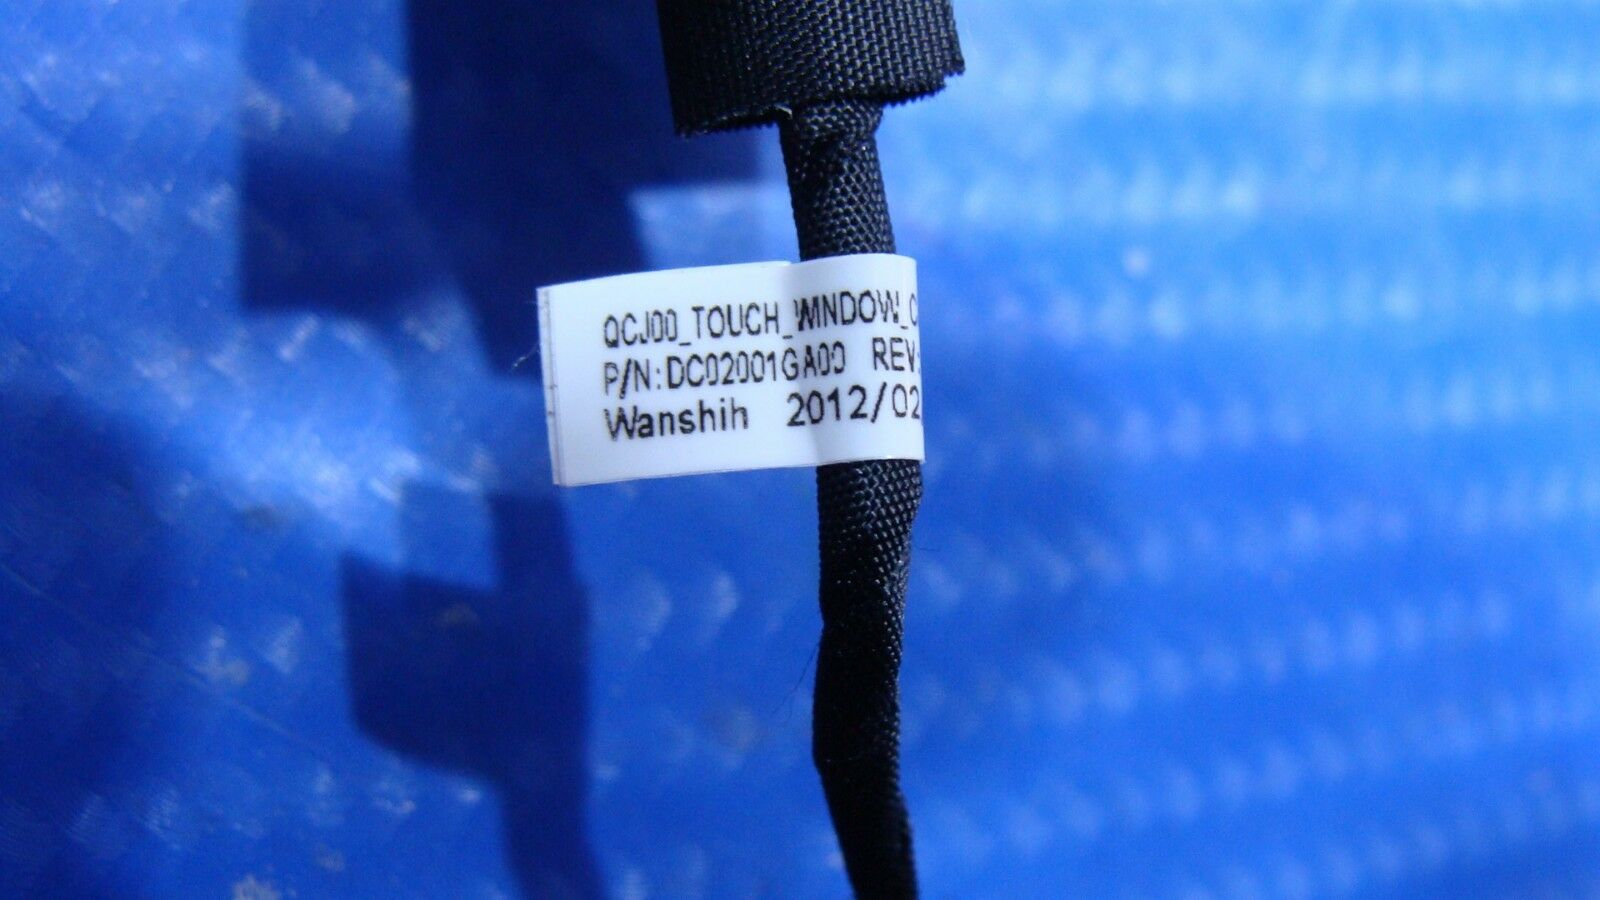 QCJ00_TOUCH_WINDOW_C
P/N:DC02001GA00 REV:
Wanshih 2012/02